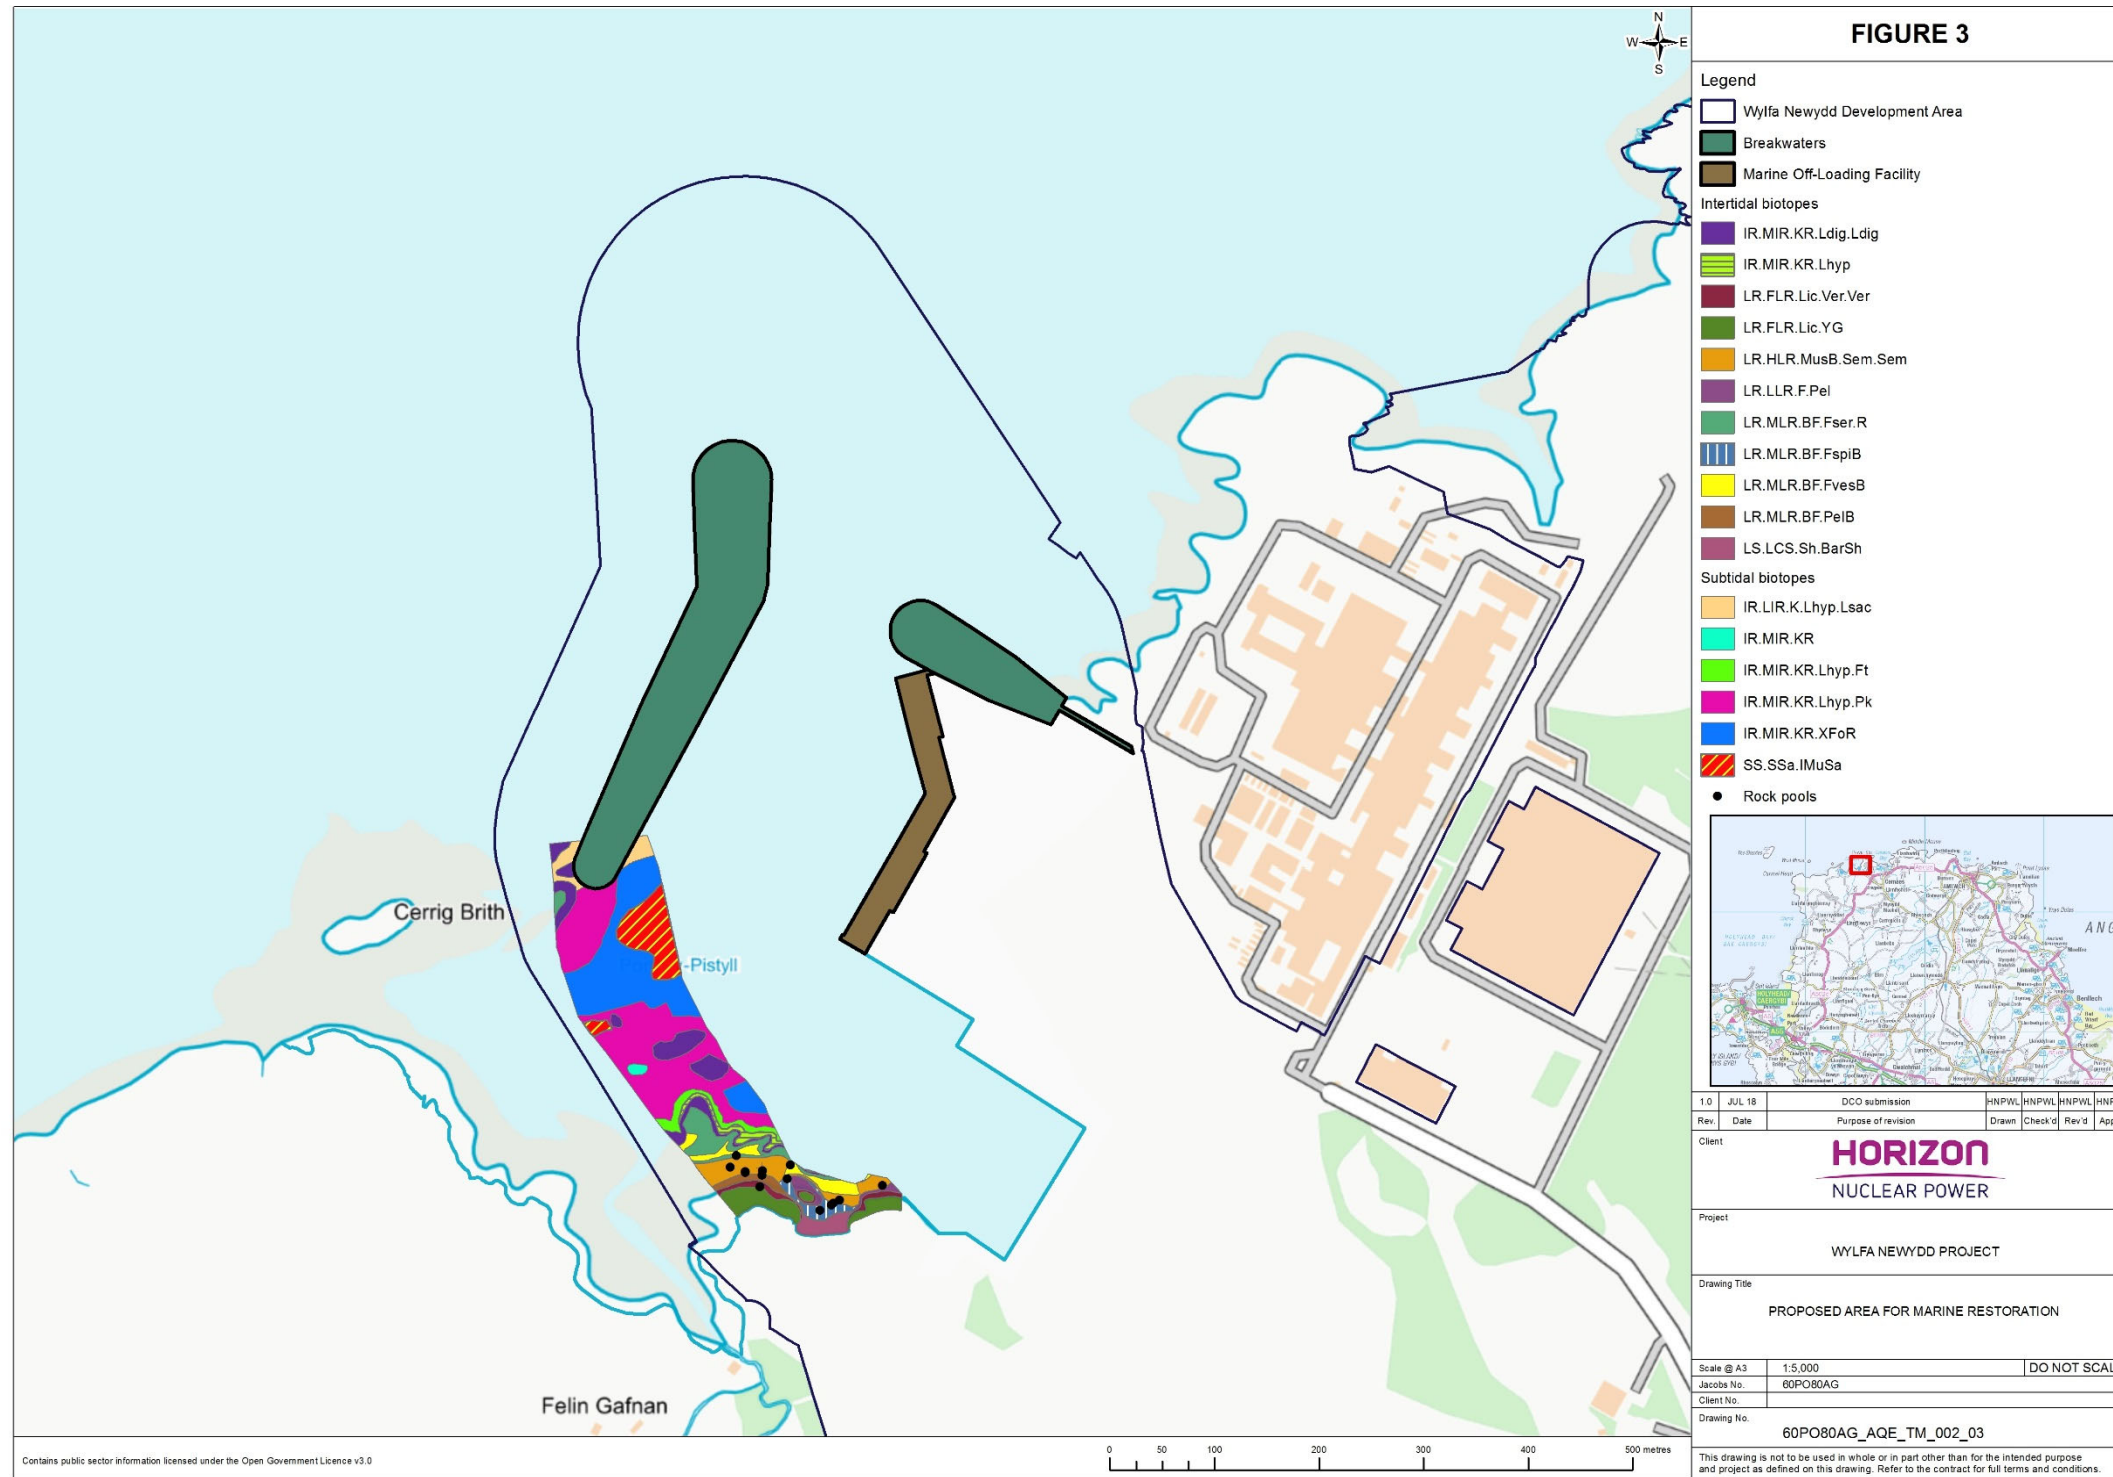 N
W E
S
Cerrig Brith
-Pistyll
Felin Gafnan
Contains public sector information licensed under the Open Government Licence v3.0
0 50 100 200 300 400 500 metres
FIGURE 3
Legend
Wylfa Newydd Development Area
Breakwaters
Marine Off-Loading Facility
Intertidal biotopes
IR.MIR.KR.Ldig.Ldig
IR.MIR.KR.Lhyp
LR.FLR.Lic.Ver.Ver
LR.FLR.Lic.YG
LR.HLR.MusB.Sem.Sem
LR.LLR.F.Pel
LR.MLR.BF.Fser.R
LR.MLR.BF.FspiB
LR.MLR.BF.FvesB
LR.MLR.BF.PelB
LS.LCS.Sh.BarSh
Subtidal biotopes
IR.LIR.K.Lhyp.Lsac
IR.MIR.KR
IR.MIR.KR.Lhyp.Ft
IR.MIR.KR.Lhyp.Pk
IR.MIR.KR.XFoR
SS.SSa.IMuSa
Rock pools
1.0 JUL 18 DCO submission HNPWL HNPWL HNPWL HNP
Rev. Date Purpose of revision Drawn Check'd Rev'd App
Client
HORIZON
NUCLEAR POWER
Project
WYLFA NEWYDD PROJECT
Drawing Title
PROPOSED AREA FOR MARINE RESTORATION
Scale @ A3 1:5,000 DO NOT SCAL
Jacobs No. 60PO80AG
Client No.
Drawing No.
60PO80AG_AQE_TM_002_03
This drawing is not to be used in whole or in part other than for the intended purpose
and project as defined on this drawing. Refer to the contract for full terms and conditions.